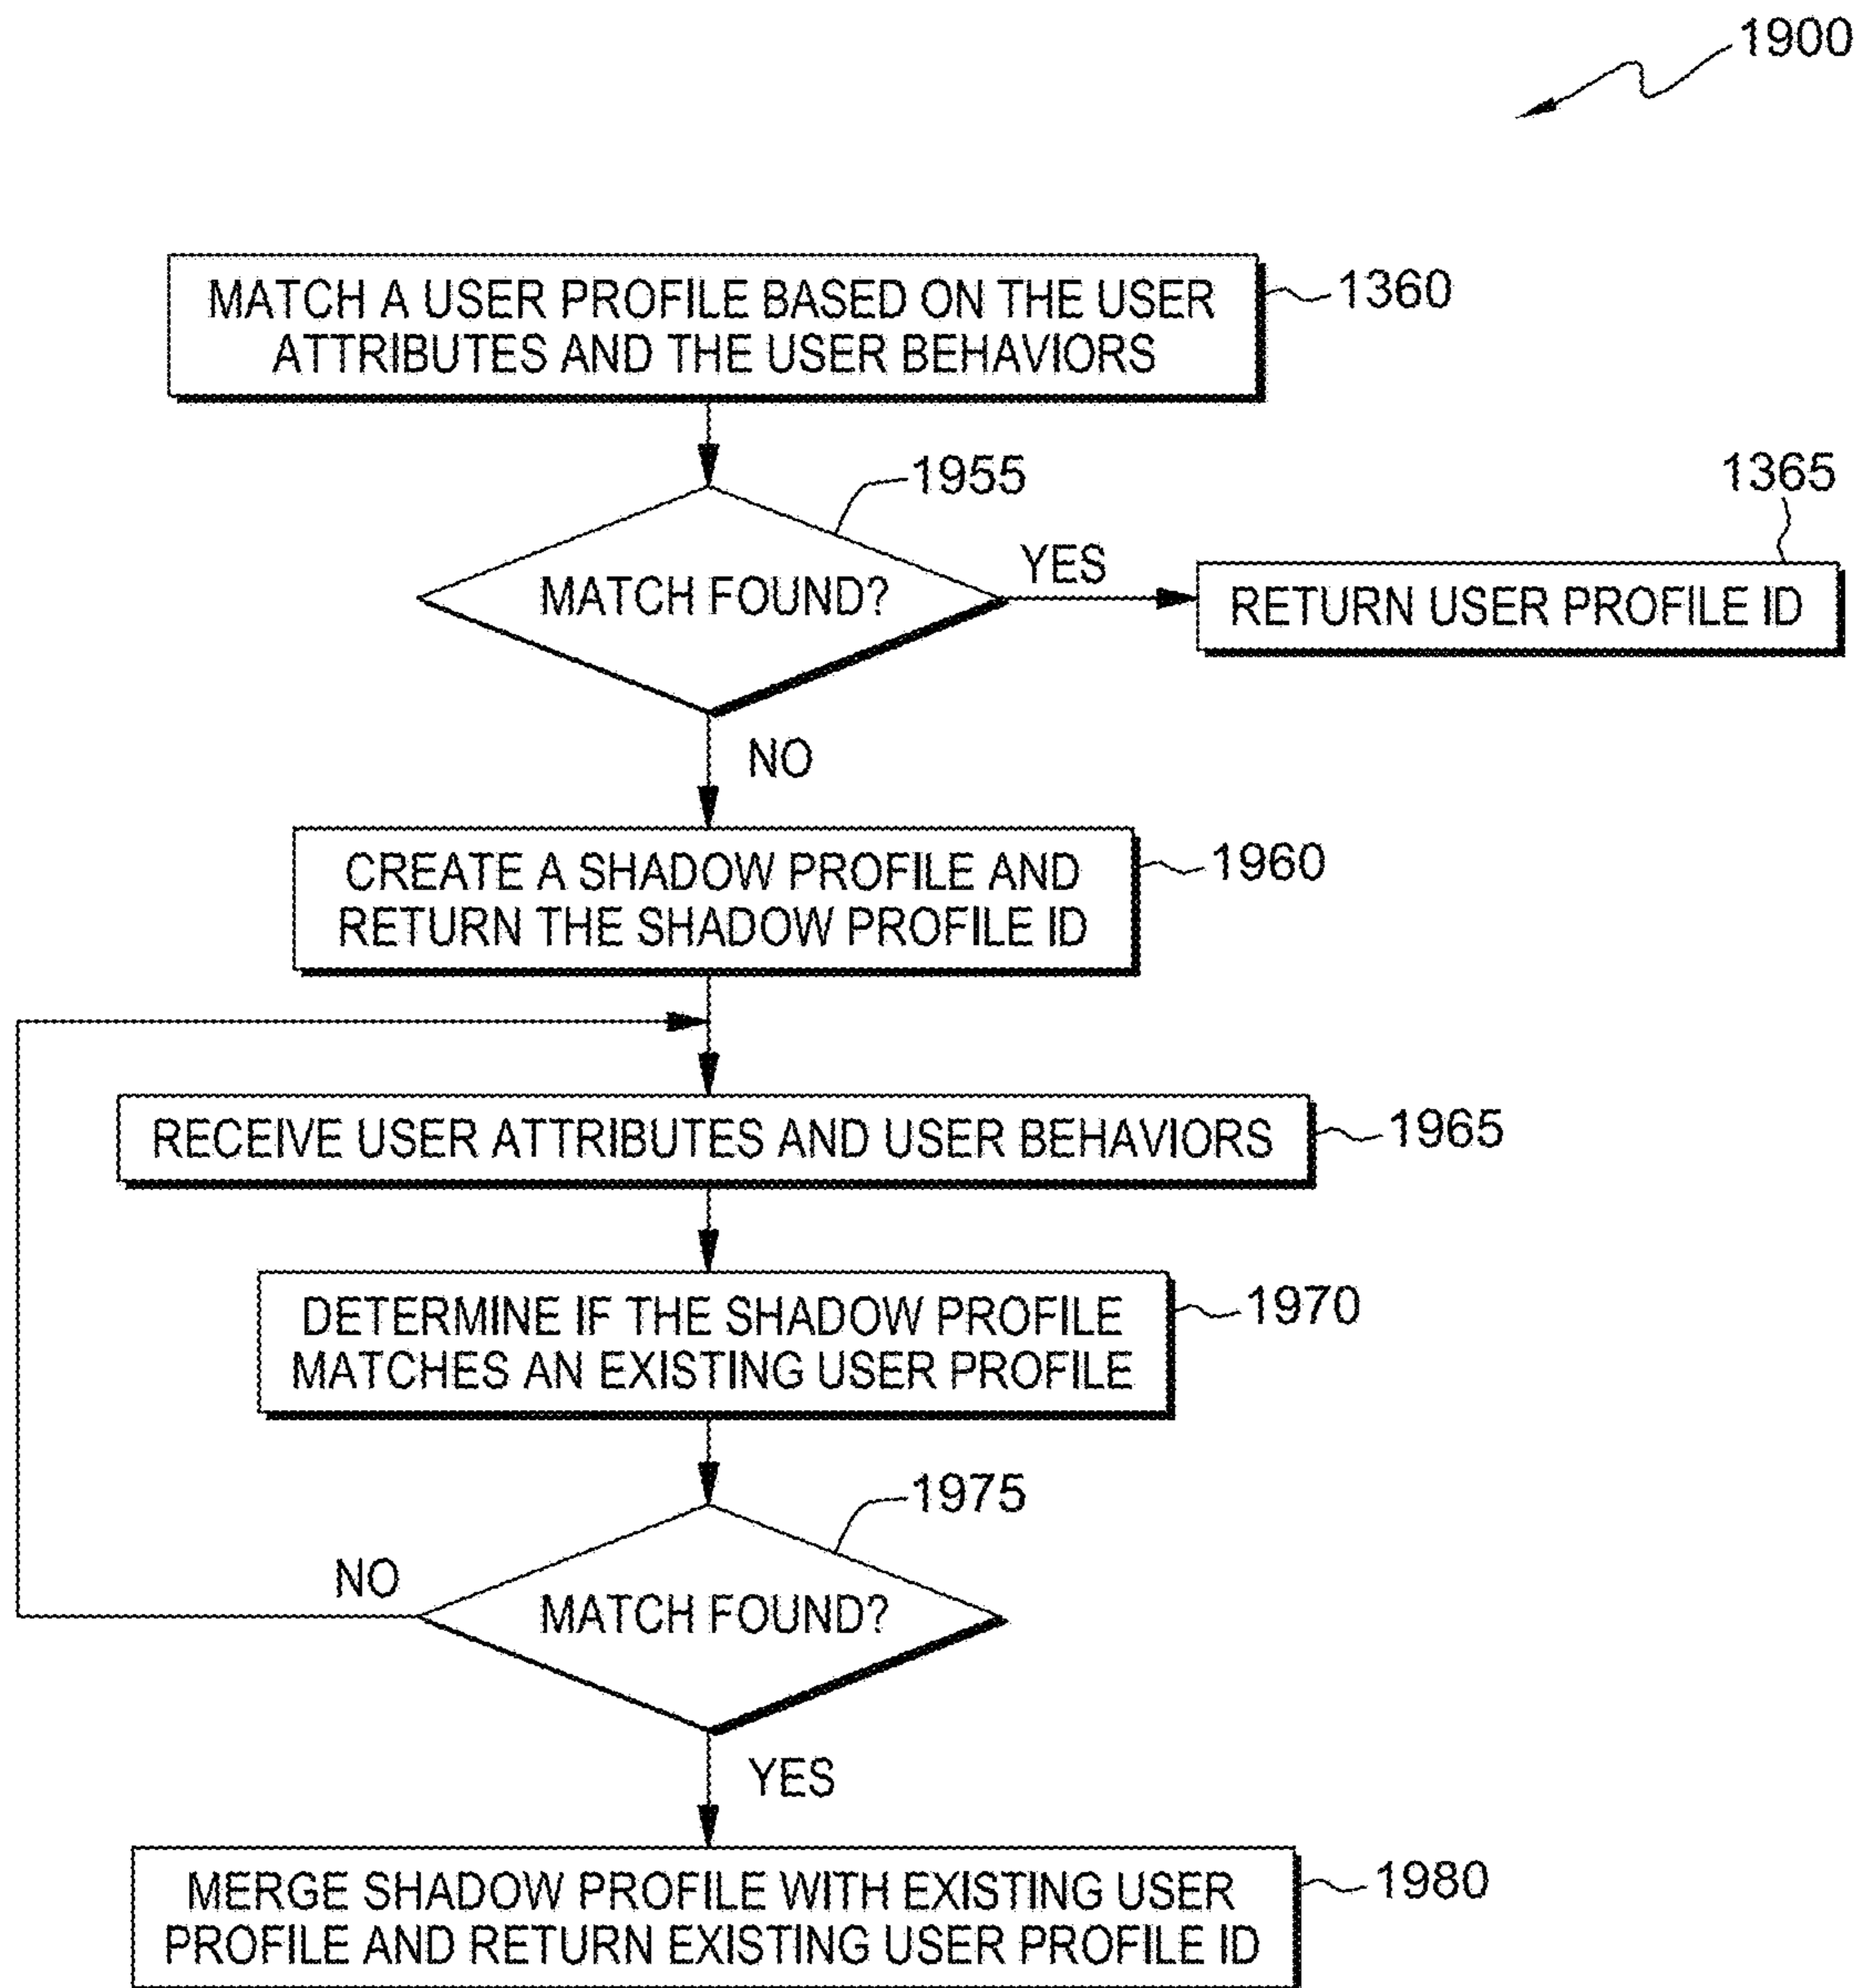 1900
MATCH A USER PROFILE BASED ON THE USER
ATTRIBUTES AND THE USER BEHAVIORS
1360
1955
MATCH FOUND?
YES
1365
RETURN USER PROFILE ID
NO
CREATE A SHADOW PROFILE AND
RETURN THE SHADOW PROFILE ID
1960
RECEIVE USER ATTRIBUTES AND USER BEHAVIORS
1965
DETERMINE IF THE SHADOW PROFILE
MATCHES AN EXISTING USER PROFILE
1970
1975
NO
MATCH FOUND?
YES
MERGE SHADOW PROFILE WITH EXISTING USER
PROFILE AND RETURN EXISTING USER PROFILE ID
1980